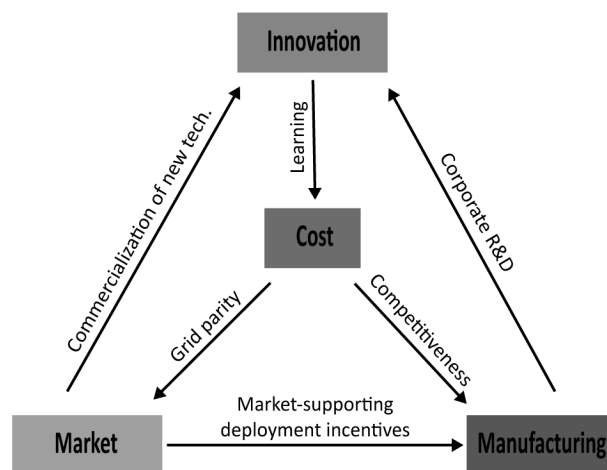 Innovation
Commercialization of new tech.
Learning
Corporate R&D
Cost
Grid parity
Competitiveness
Market-supporting
deployment incentives
Market
Manufacturing